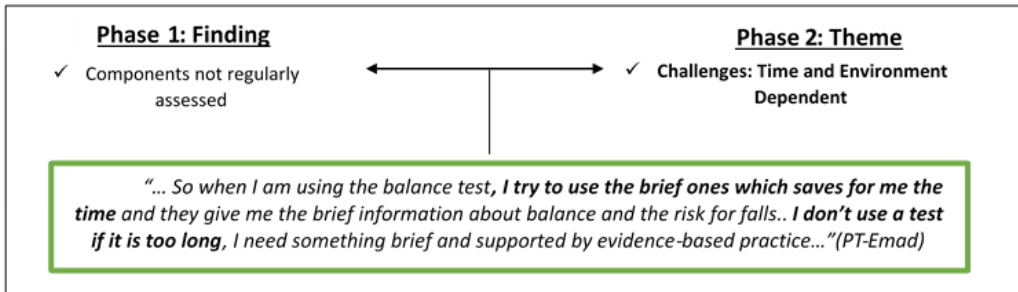 Phase 1: Finding
✓ Components not regularly
assessed
Phase 2: Theme
✓ Challenges: Time and Environment
Dependent
“... So when I am using the balance test, I try to use the brief ones which saves for me the
time and they give me the brief information about balance and the risk for falls.. I don’t use a test
if it is too long, I need something brief and supported by evidence-based practice...”(PT-Emad)